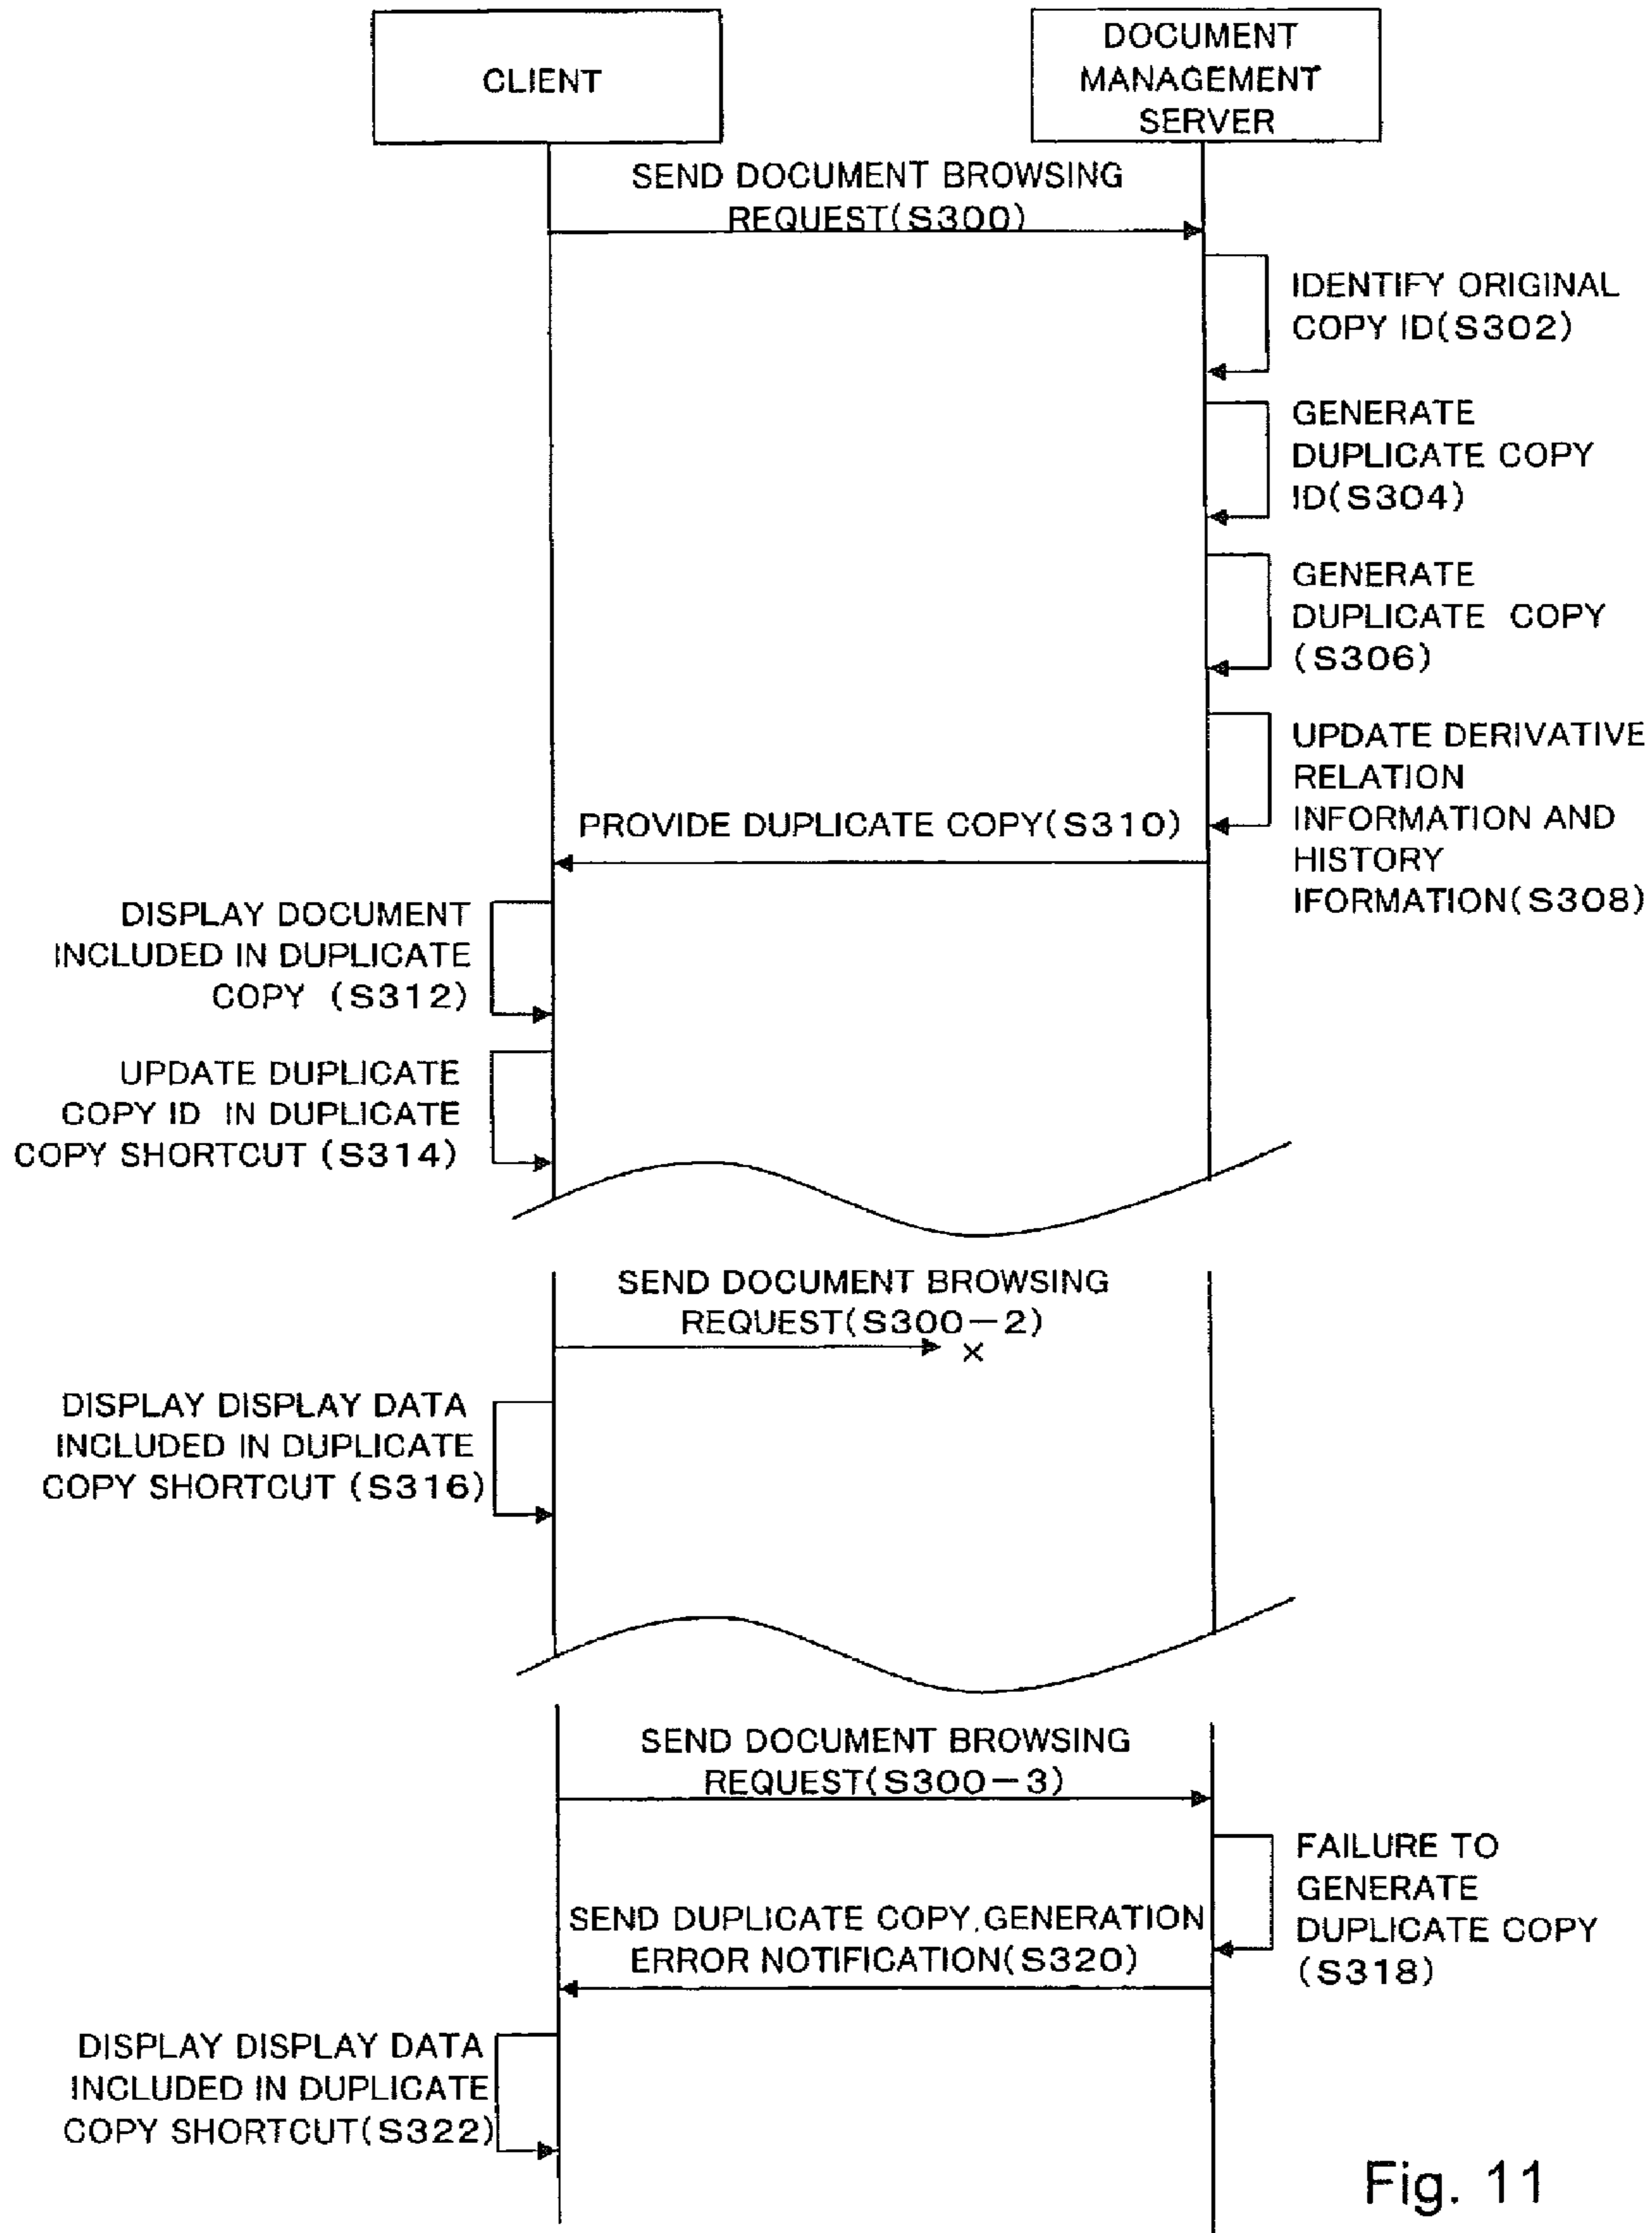 CLIENT
DOCUMENT
MANAGEMENT
SERVER
SEND DOCUMENT BROWSING
REQUEST(S300)
IDENTIFY ORIGINAL
COPY ID(S302)
GENERATE
DUPLICATE COPY
ID(S304)
GENERATE
DUPLICATE COPY
(S306)
UPDATE DERIVATIVE
RELATION
INFORMATION AND
HISTORY
IFORMATION(S308)
PROVIDE DUPLICATE COPY(S310)
DISPLAY DOCUMENT
INCLUDED IN DUPLICATE
COPY (S312)
UPDATE DUPLICATE
COPY ID IN DUPLICATE
COPY SHORTCUT (S314)
SEND DOCUMENT BROWSING
REQUEST(S300-2)
×
DISPLAY DISPLAY DATA
INCLUDED IN DUPLICATE
COPY SHORTCUT (S316)
SEND DOCUMENT BROWSING
REQUEST(S300-3)
FAILURE TO
GENERATE
DUPLICATE COPY
(S318)
SEND DUPLICATE COPY.GENERATION
ERROR NOTIFICATION(S320)
DISPLAY DISPLAY DATA
INCLUDED IN DUPLICATE
COPY SHORTCUT(S322)
Fig. 11